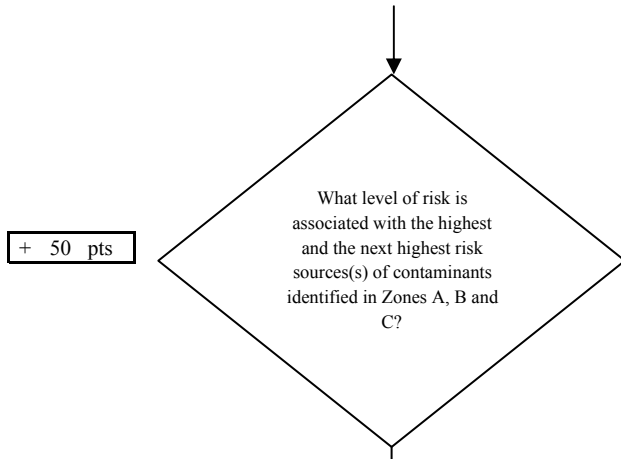 What level of risk is
associated with the highest
+ 50 pts
and the next highest risk
sources(s) of contaminants
identified in Zones A, B and
C?